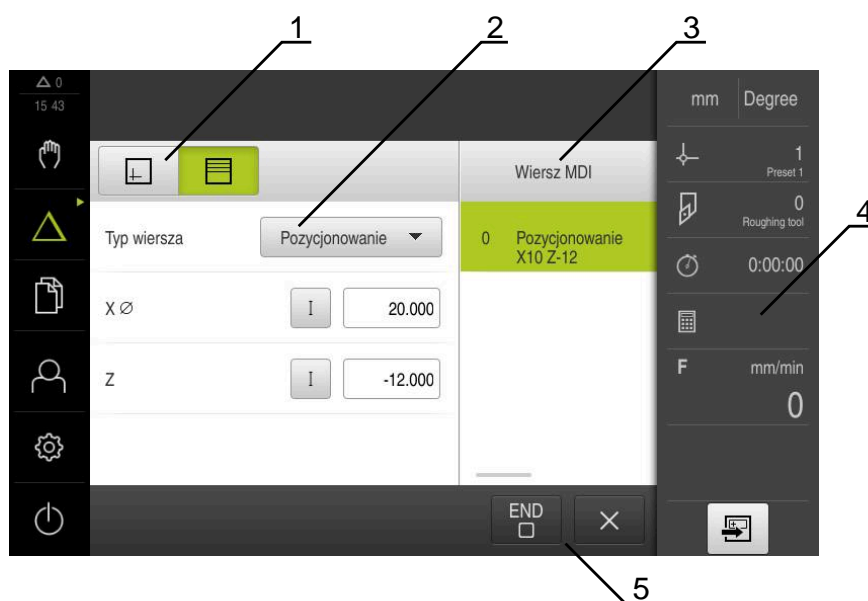 1
2
3
0
15 43
mm
Degree
1
Preset 1
Wiersz MDI
0
Roughing tool
4
Typ wiersza
Pozycjonowanie
0 Pozycjonowanie
X10 Z-12
0:00:00
X Ø
I
20.000
Z
I
-12.000
F
mm/min
0
END
5